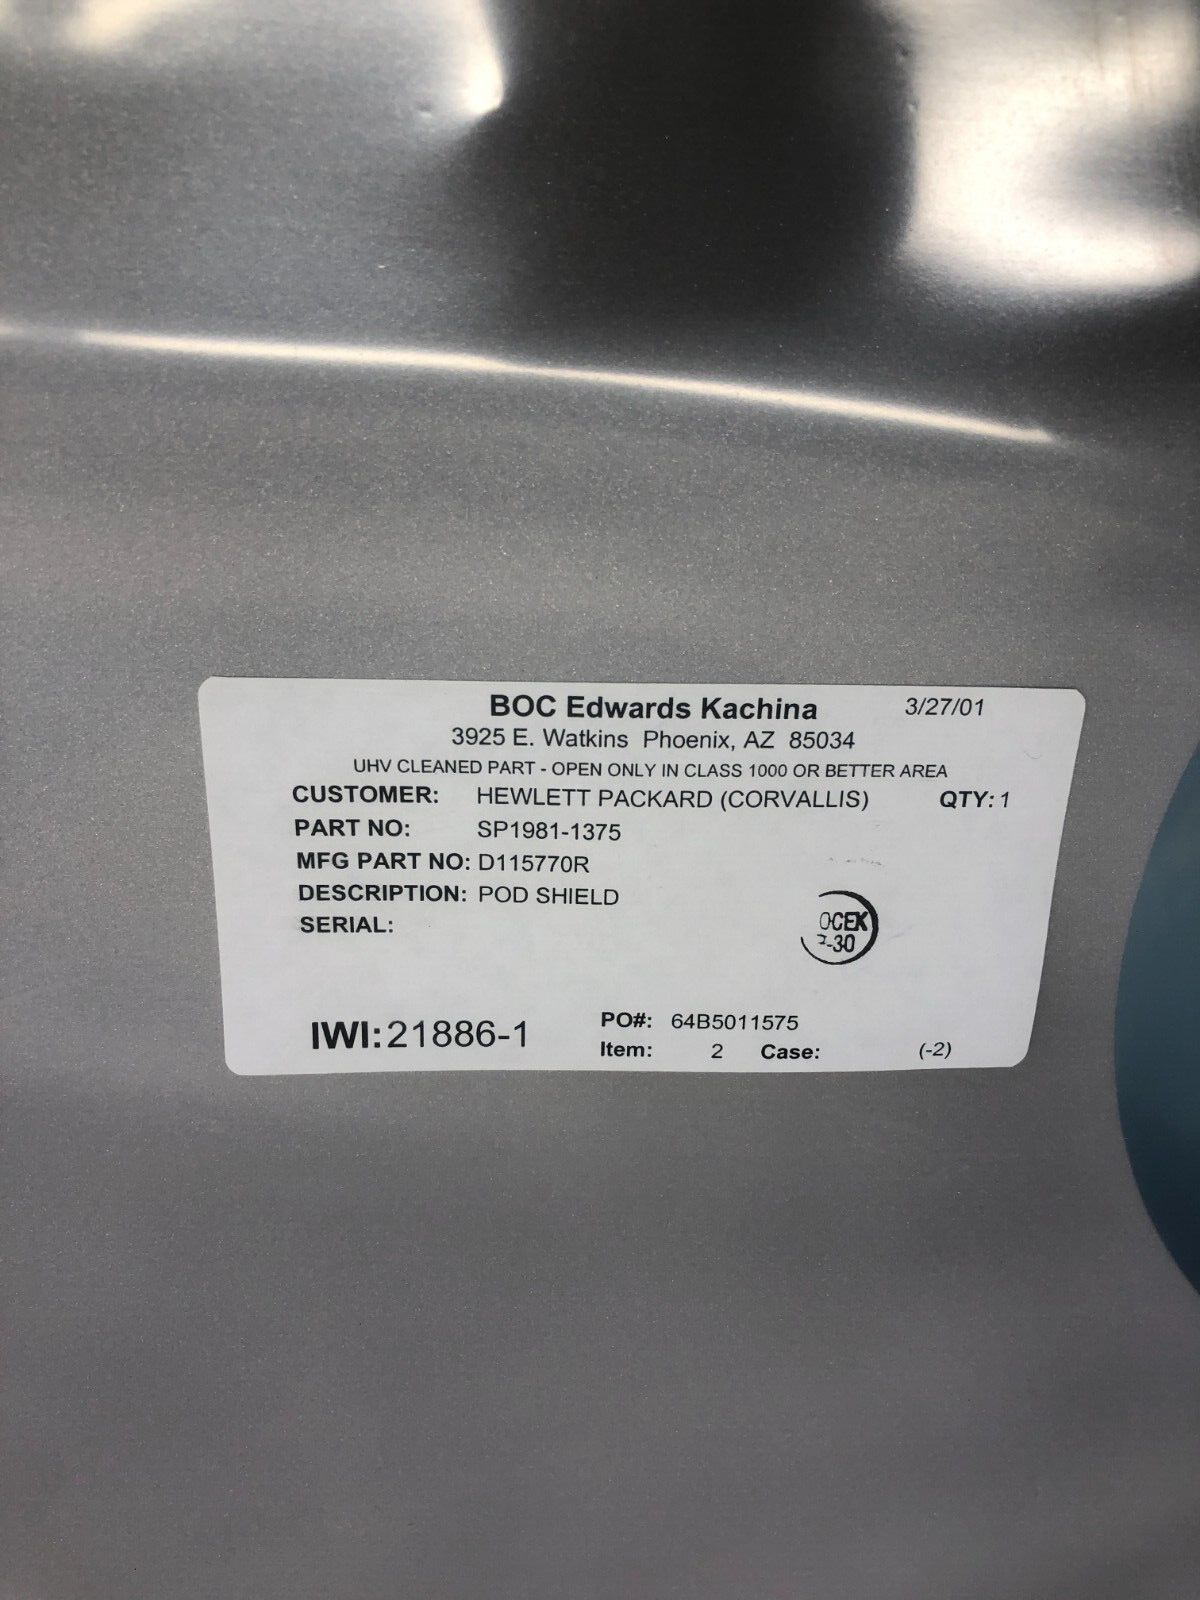 BOC Edwards Kachina 3/27/01
3925 E. Watkins Phoenix, AZ 85034
UHV CLEANED PART - OPEN ONLY IN CLASS 1000 OR BETTER AREA
CUSTOMER: HEWLETT PACKARD (CORVALLIS) QTY: 1
PART NO: SP1981-1375
MFG PART NO: D115770R
DESCRIPTION: POD SHIELD
SERIAL:
IWI: 21886-1
PO#: 64B5011575
Item: 2 Case: (-2)